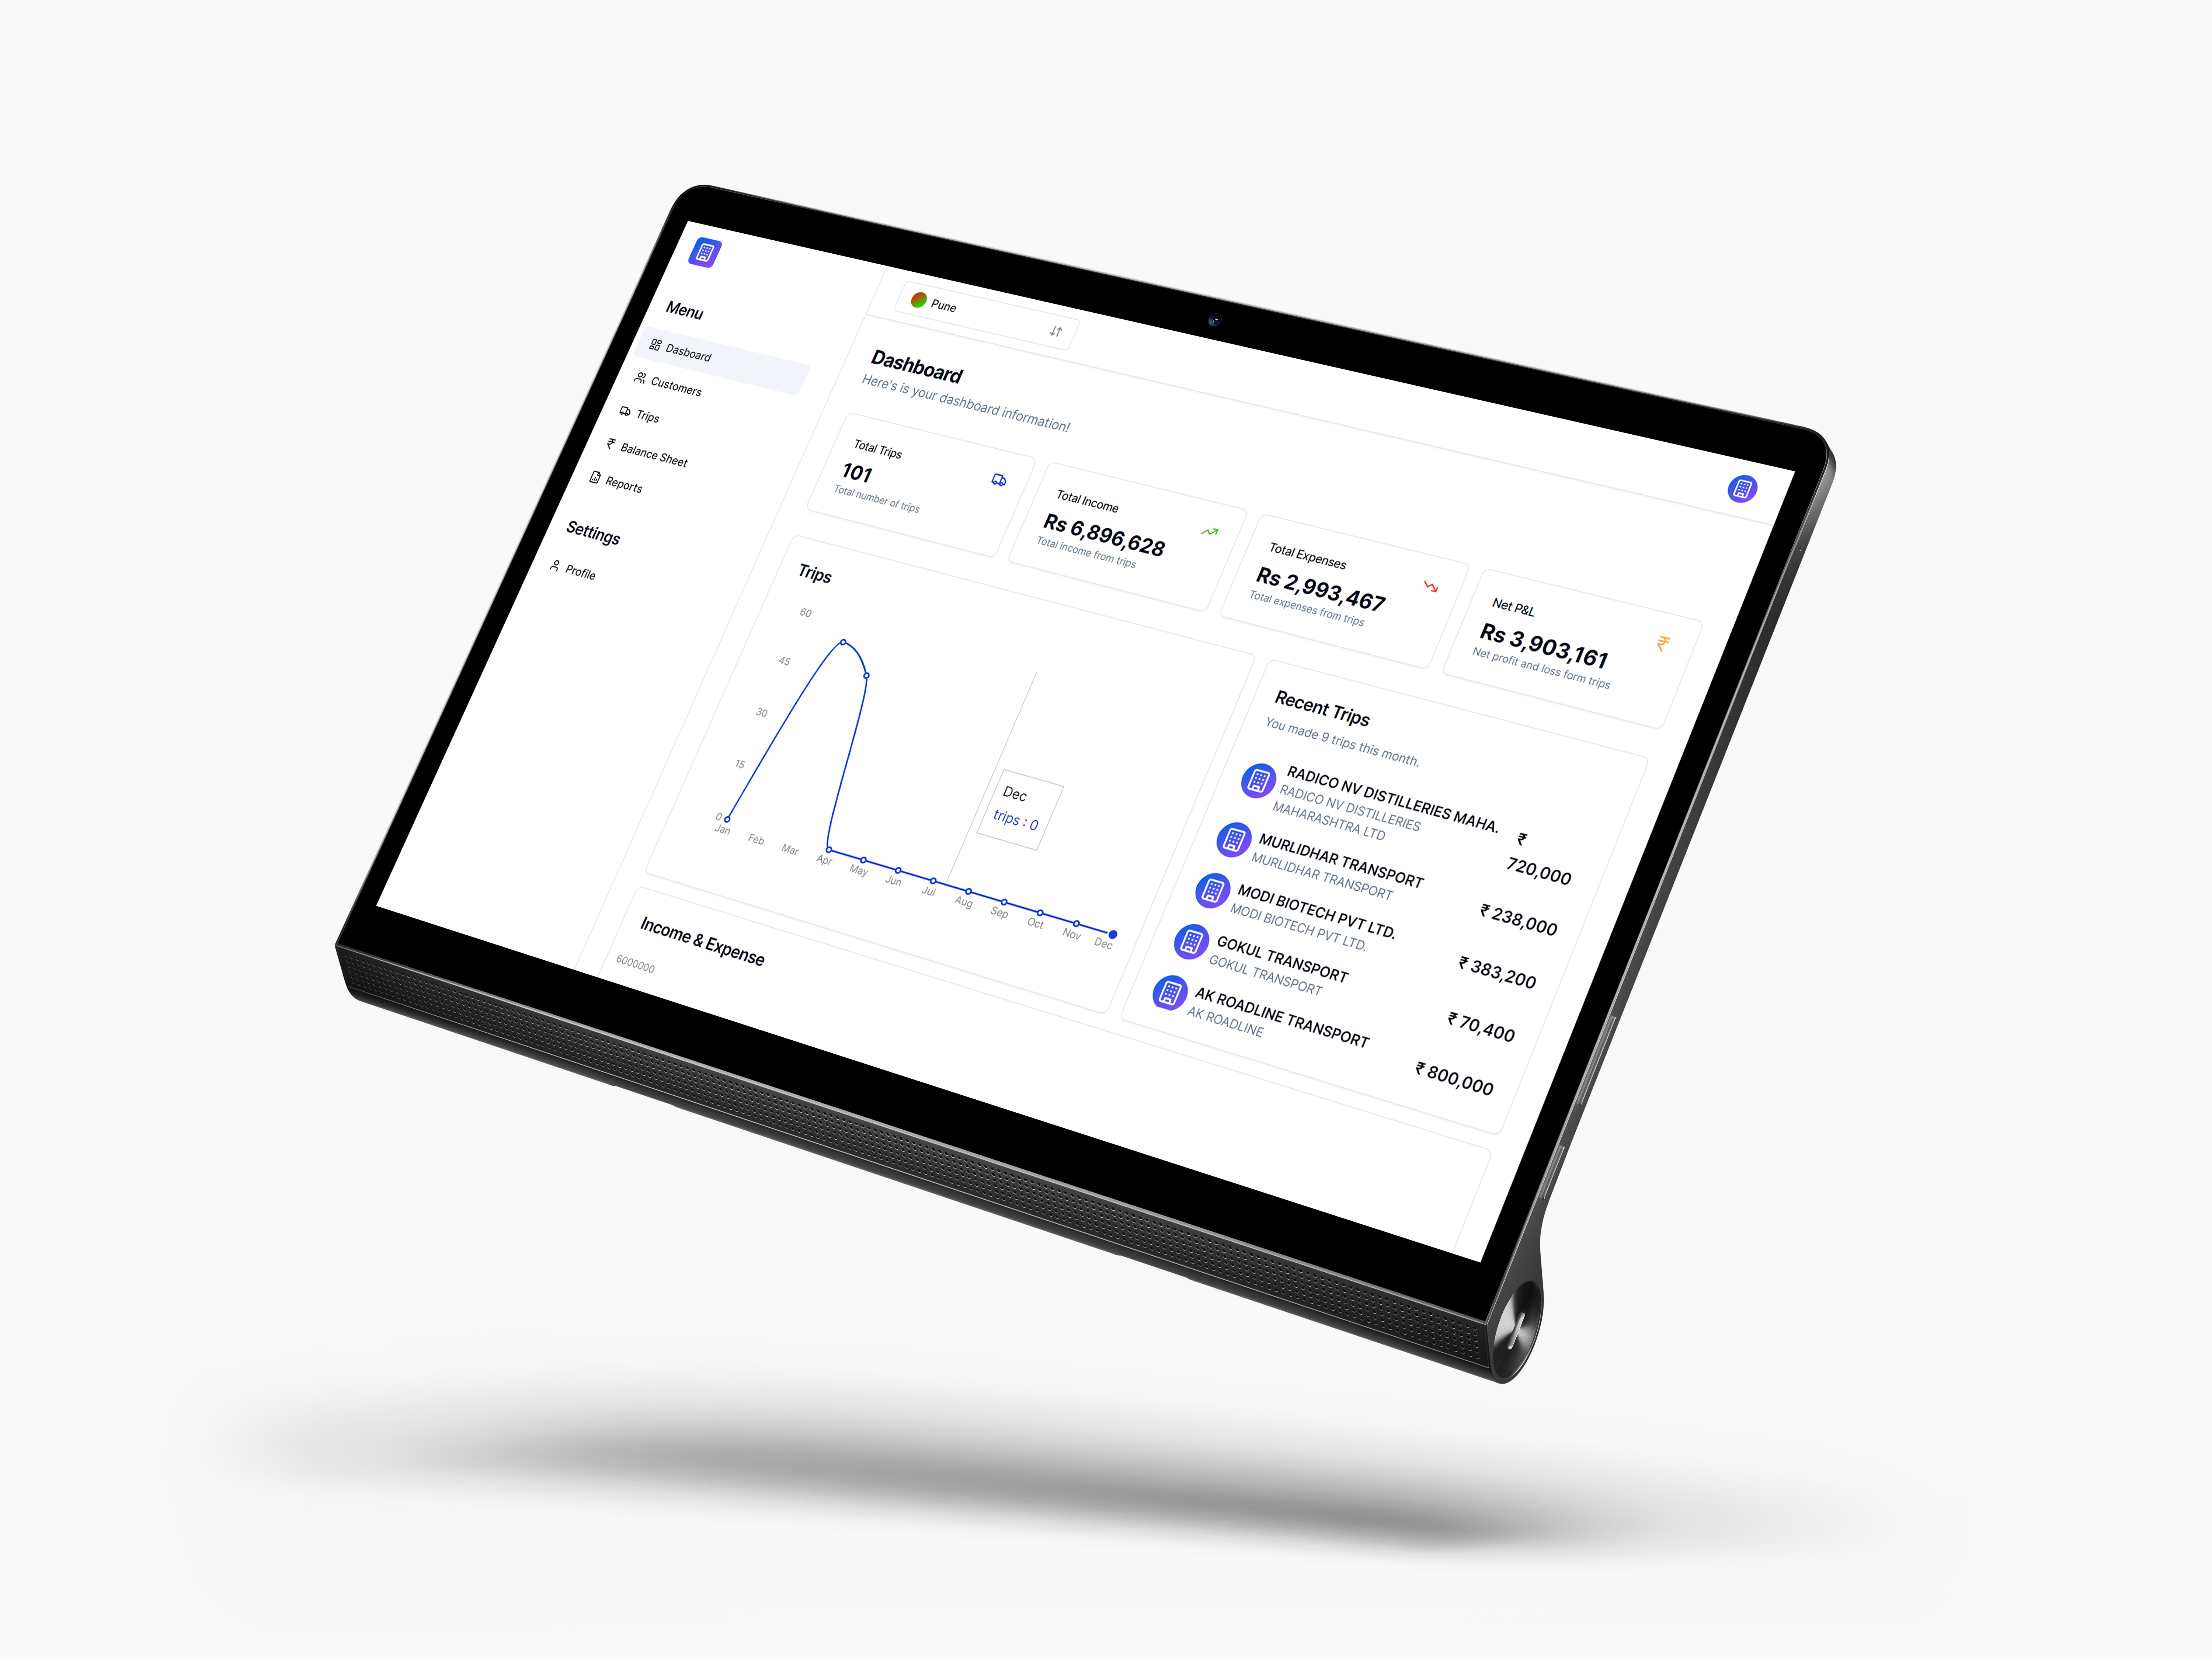 Menu
Dasboard
Customers
Trips
₹ Balance Sheet
Reports
Settings
Profile
Pune
Dashboard
Here's is your dashboard information!
Total Trips
101
Total number of trips
Total Income
Rs 6,896,628
Total income from trips
Total Expenses
Rs 2,993,467
Total expenses from trips
Net P&L
₹
Rs 3,903,161
Net profit and loss form trips
Trips
60
45
30
15
0
Jan
Feb
Mar
Apr
May
Jun
Jul
Aug
Sep
Oct
Nov
Dec
Dec
trips : 0
Recent Trips
You made 9 trips this month.
RADICO NV DISTILLERIES MAHA.
RADICO NV DISTILLERIES
MAHARASHTRA LTD
₹
720,000
MURLIDHAR TRANSPORT
MURLIDHAR TRANSPORT
₹ 238,000
MODI BIOTECH PVT LTD.
MODI BIOTECH PVT LTD.
₹ 383,200
GOKUL TRANSPORT
GOKUL TRANSPORT
₹ 70,400
AK ROADLINE TRANSPORT
AK ROADLINE
₹ 800,000
Income & Expense
6000000